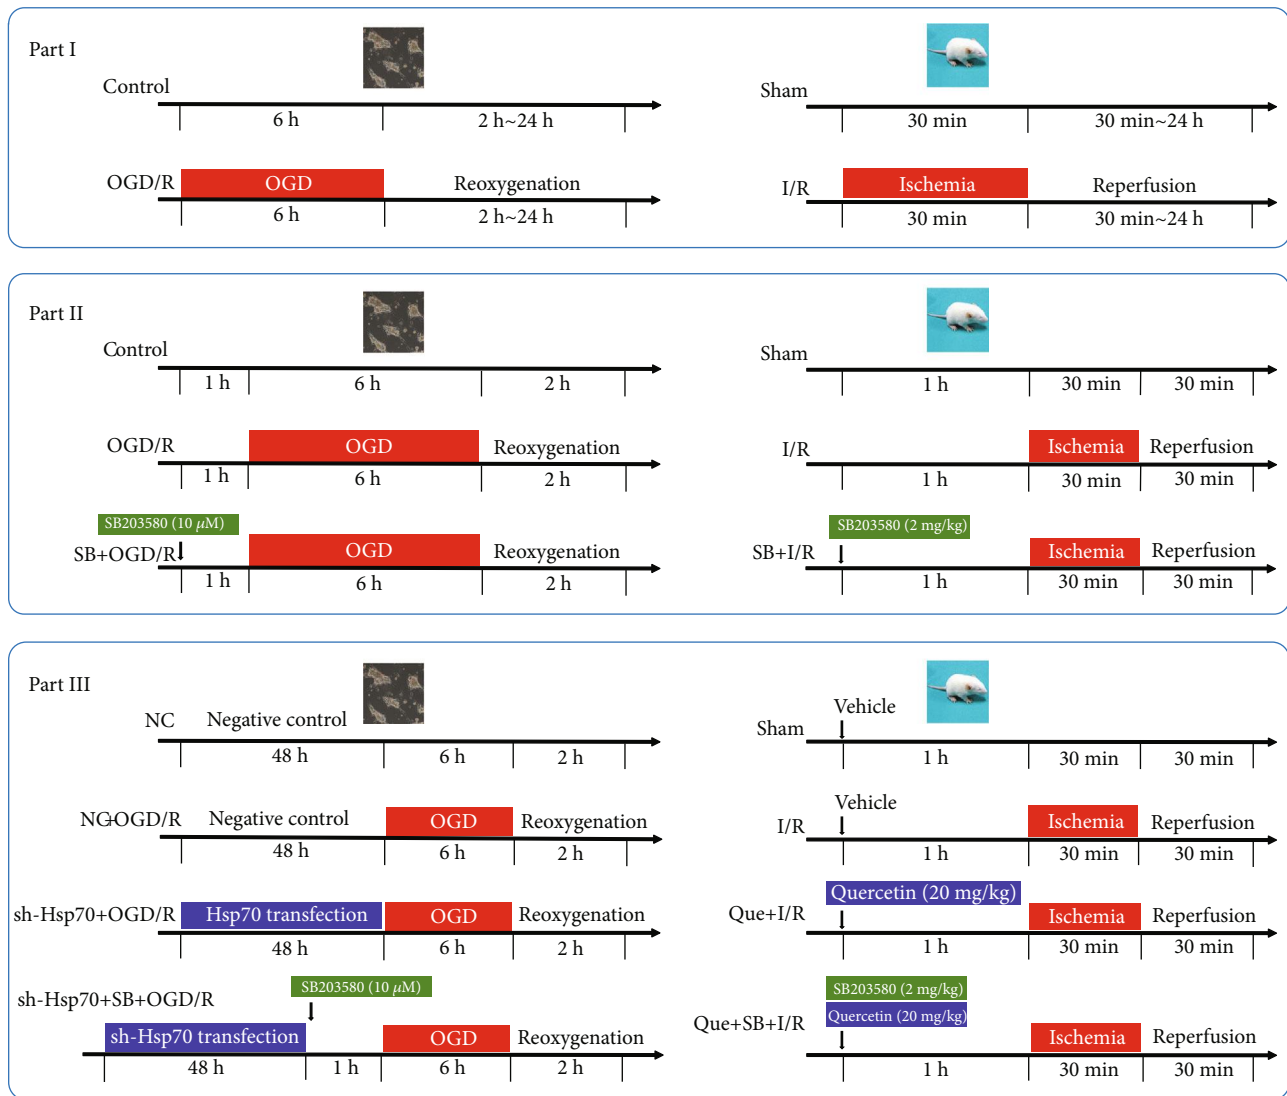 Part I
Control
6 h
2 h~24 h
OGD/R
OGD
Reoxygenation
6 h
2 h~24 h
Sham
30 min
30 min~24 h
I/R
Ischemia
Reperfusion
30 min
30 min~24 h
Part II
Control
1 h
6 h
2 h
OGD/R
OGD
Reoxygenation
1 h
6 h
2 h
SB203580 (10 μM)
SB+OGD/R
OGD
Reoxygenation
1 h
6 h
2 h
Sham
1 h
30 min
30 min
I/R
Ischemia
Reperfusion
1 h
30 min
30 min
SB203580 (2 mg/kg)
SB+I/R
Ischemia
Reperfusion
1 h
30 min
30 min
Part III
NC
Negative control
48 h
6 h
2 h
NC+OGD/R
Negative control
OGD
Reoxygenation
48 h
6 h
2 h
sh-Hsp70+OGD/R
Hsp70 transfection
OGD
Reoxygenation
48 h
6 h
2 h
SB203580 (10 μM)
sh-Hsp70+SB+OGD/R
sh-Hsp70 transfection
OGD
Reoxygenation
48 h
1 h
6 h
2 h
Vehicle
Sham
1 h
30 min
30 min
Vehicle
I/R
Ischemia
Reperfusion
1 h
30 min
30 min
Quercetin (20 mg/kg)
Que+I/R
Ischemia
Reperfusion
1 h
30 min
30 min
SB203580 (2 mg/kg)
Quercetin (20 mg/kg)
Que+SB+I/R
Ischemia
Reperfusion
1 h
30 min
30 min